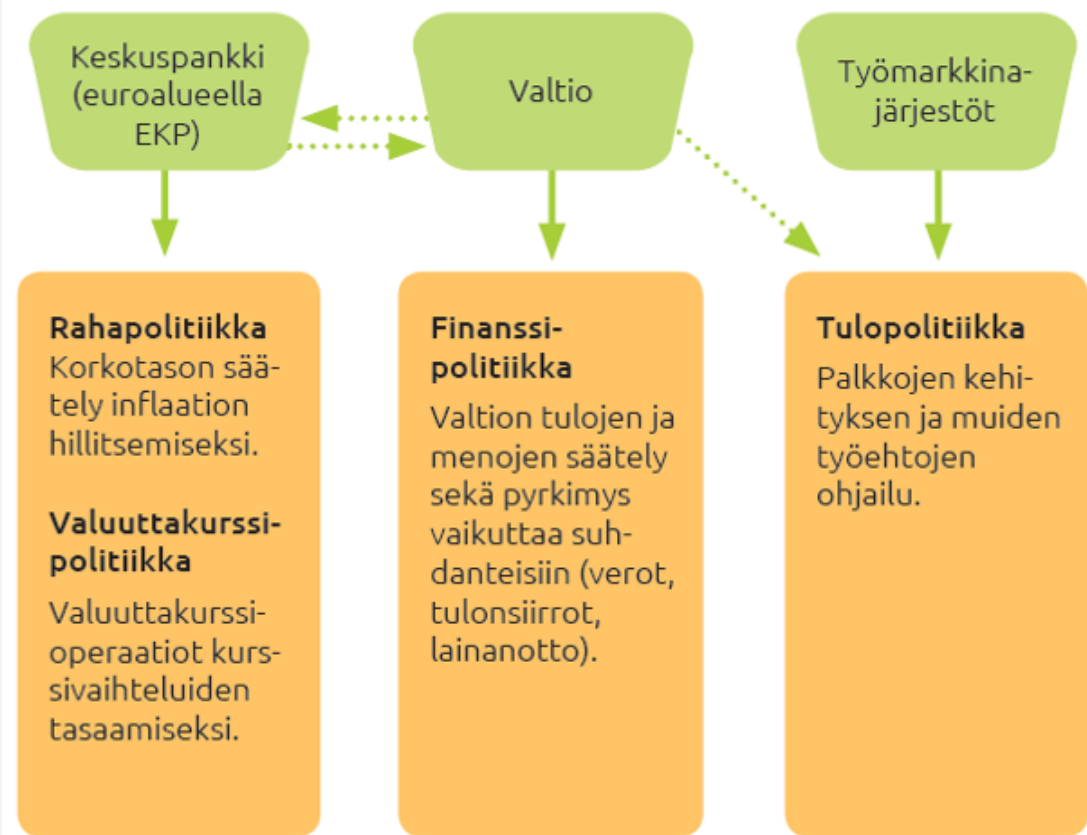 Keskuspankki
(euroalueella
EKP)
Valtio
Työmarkkina-
järjestöt
Rahapolitiikka
Korkotason sää-
tely inflaation
hillitsemiseksi.
Valuuttakurssi-
politiikka
Valuuttakurssi-
operaatiot kurs-
sivaihteluiden
tasaamiseksi.
Finanssi-
politiikka
Valtion tulojen ja
menojen säätely
sekä pyrkimys
vaikuttaa suh-
danteisiin (verot,
tulonsiirrot,
lainanotto).
Tulopolitiikka
Palkkojen kehi-
tyksen ja muiden
työehtojen
ohjailu.